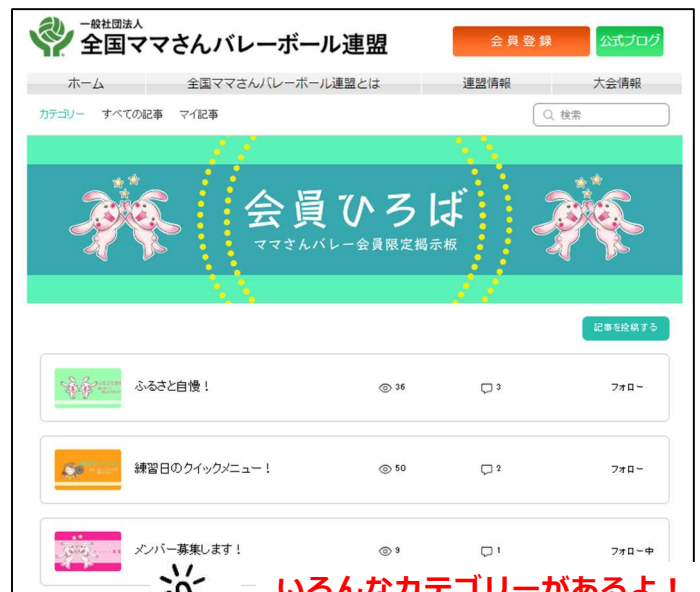 一般社団法人
全国ママさんバレーボール連盟
会員登録
公式ブログ
ホーム 全国ママさんバレーボール連盟とは 連盟情報 大会情報
カテゴリー すべての記事 マイ記事
検索
会員ひろば
ママさんバレー会員限定掲示板
記事を投稿する
ふるさと自慢! 36 3 フォロー
練習日のクイックメニュー! 50 2 フォロー
メンバー募集します! 9 1 フォロー中
いろんなカテゴリーがあるよ!